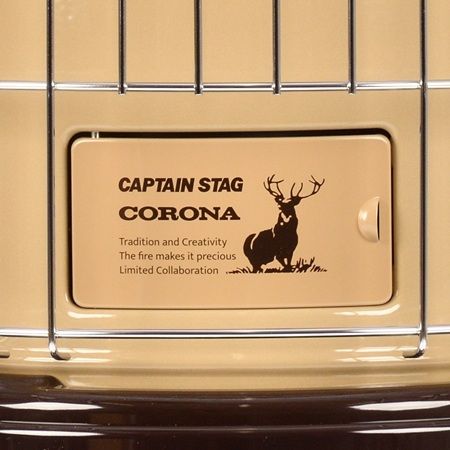 CAPTAIN STAG
CORONA
Tradition and Creativity
The fire makes it precious
Limited Collaboration